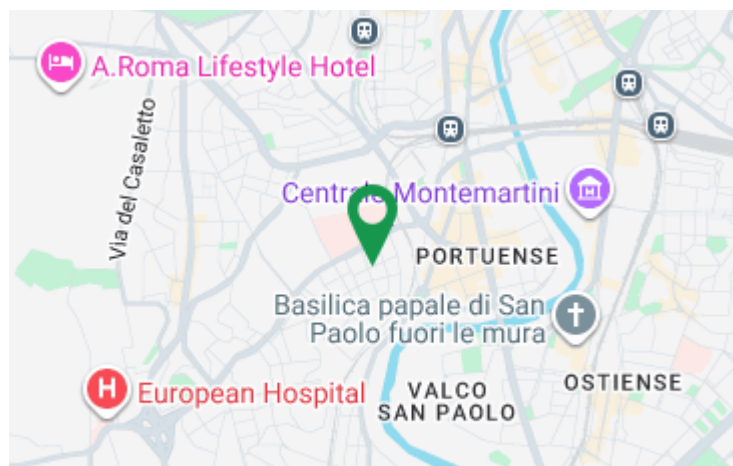 A.Roma Lifestyle Hotel
Via del Casaletto
Centrale Montemartini
PORTUENSE
Basilica papale di San
Paolo fuori le mura
OSTIENSE
H European Hospital
VALCO
SAN PAOLO